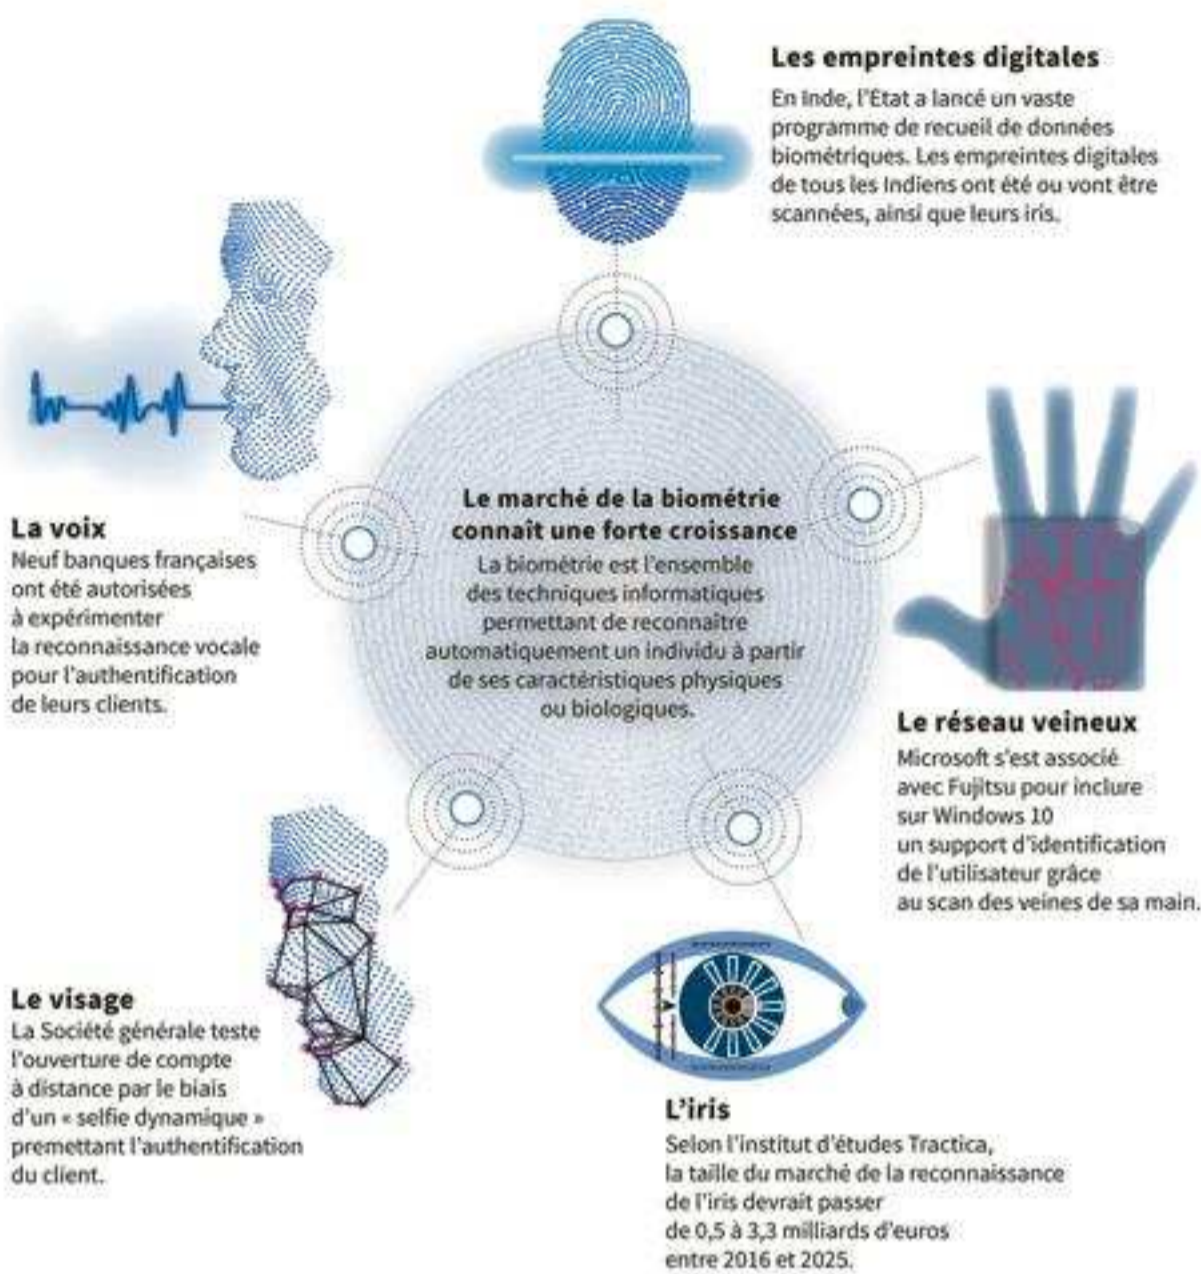 Les empreintes digitales
En Inde, l'Etat a lancé un vaste
programme de recueil de données
biométriques. Les empreintes digitales
de tous les Indiens ont été ou vont être
scannées, ainsi que leurs iris.
Le marché de la biométrie
connaît une forte croissance
La biométrie est l'ensemble
des techniques informatiques
permettant de reconnaître
automatiquement un individu à partir
de ses caractéristiques physiques
ou biologiques.
La voix
Neuf banques françaises
ont été autorisées
à expérimenter
la reconnaissance vocale
pour l'authentification
de leurs clients.
Le réseau veineux
Microsoft s'est associé
avec Fujitsu pour inclure
sur Windows 10
un support d'identification
de l'utilisateur grâce
au scan des veines de sa main.
Le visage
La Société générale teste
l'ouverture de compte
à distance par le biais
d'un « selfie dynamique »
premettant l'authentification
du client.
L'iris
Selon l'institut d'études Tractica,
la taille du marché de la reconnaissance
de l'iris devrait passer
de 0,5 à 3,3 milliards d'euros
entre 2016 et 2025.